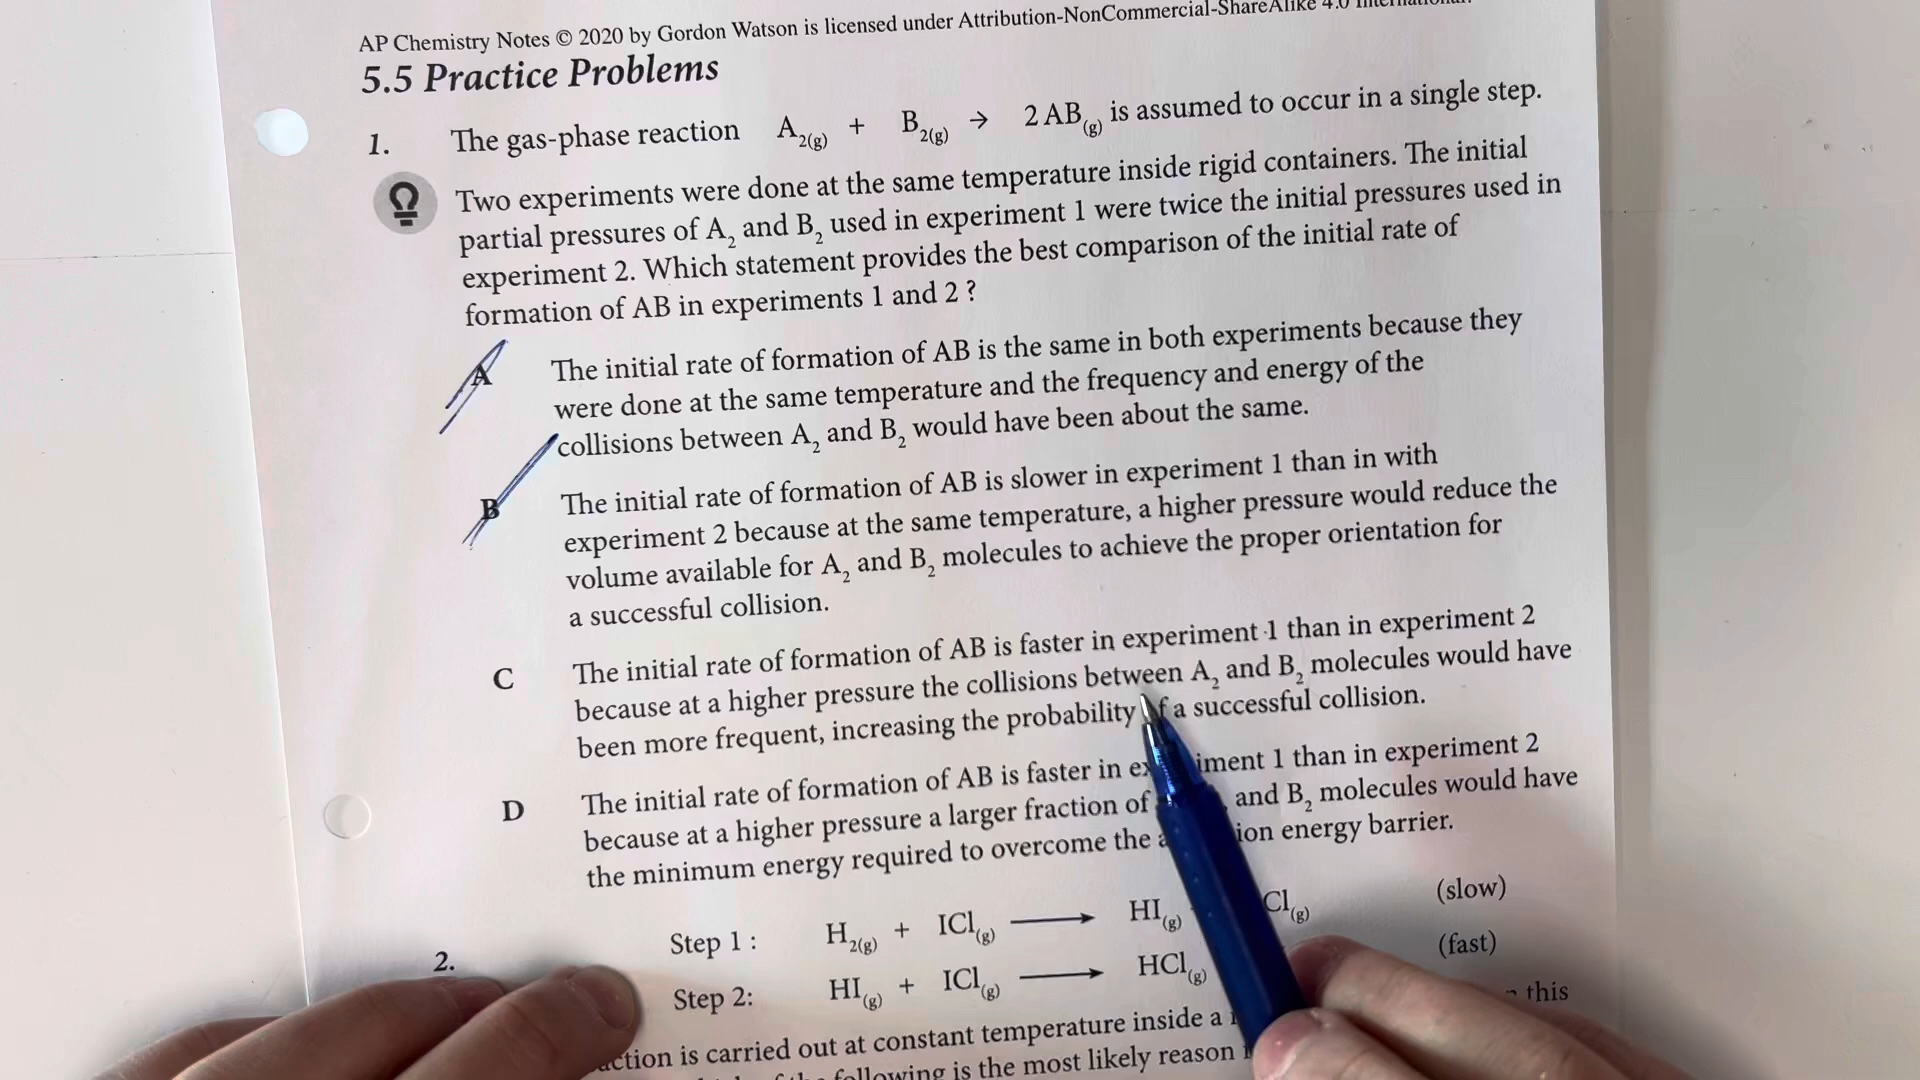 AP Chemistry Notes © 2020 by Gordon Watson is licensed under Attribution-NonCommercial-ShareAlike 4.0 International.
5.5 Practice Problems
1. The gas-phase reaction A2(g) + B2(g) → 2 AB(g) is assumed to occur in a single step.
Two experiments were done at the same temperature inside rigid containers. The initial
partial pressures of A2 and B2 used in experiment 1 were twice the initial pressures used in
experiment 2. Which statement provides the best comparison of the initial rate of
formation of AB in experiments 1 and 2 ?
A The initial rate of formation of AB is the same in both experiments because they
were done at the same temperature and the frequency and energy of the
collisions between A2 and B2 would have been about the same.
B The initial rate of formation of AB is slower in experiment 1 than in with
experiment 2 because at the same temperature, a higher pressure would reduce the
volume available for A2 and B2 molecules to achieve the proper orientation for
a successful collision.
C The initial rate of formation of AB is faster in experiment 1 than in experiment 2
because at a higher pressure the collisions between A2 and B2 molecules would have
been more frequent, increasing the probability of a successful collision.
D The initial rate of formation of AB is faster in experiment 1 than in experiment 2
because at a higher pressure a larger fraction of and B2 molecules would have
the minimum energy required to overcome the energy barrier.
2. Step 1 : H2(g) + ICl(g) ⟶ HI(g) Cl(g) (slow)
Step 2: HI(g) + ICl(g) ⟶ HCl(g) (fast)
this
is carried out at constant temperature inside a
following is the most likely reason